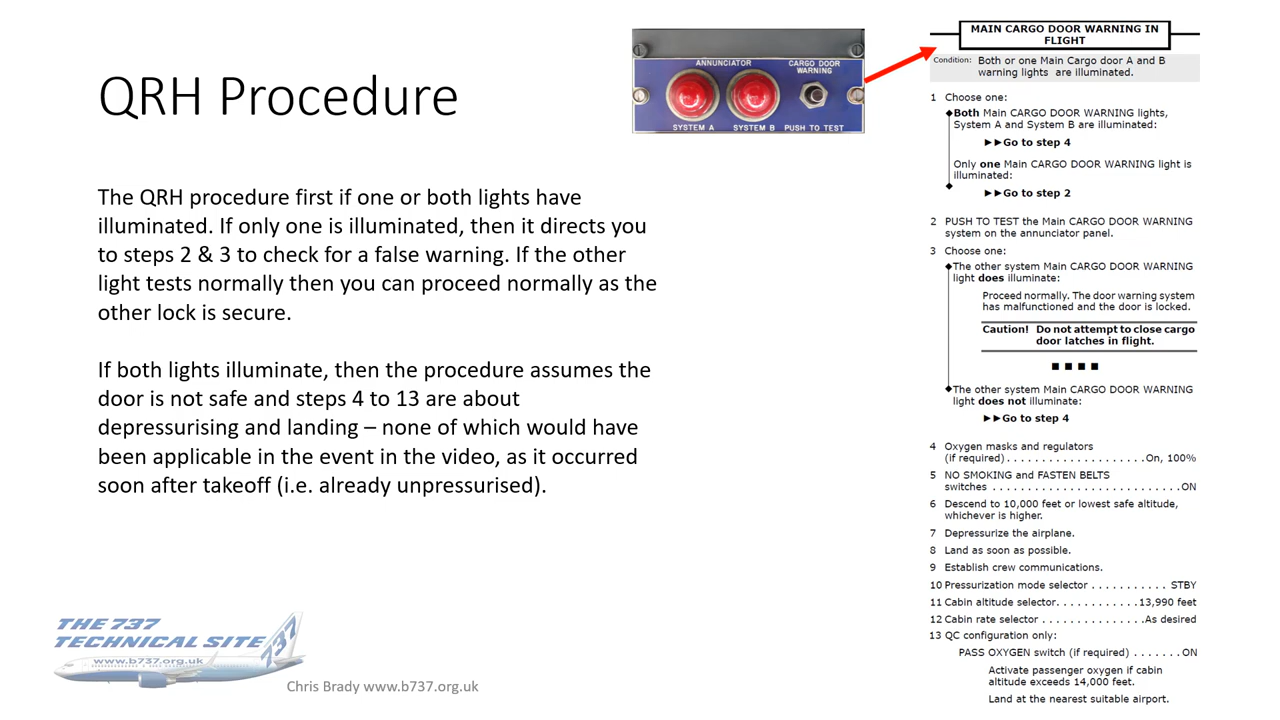 QRH Procedure
The QRH procedure first if one or both lights have
illuminated. If only one is illuminated, then it directs you
to steps 2 & 3 to check for a false warning. If the other
light tests normally then you can proceed normally as the
other lock is secure.
If both lights illuminate, then the procedure assumes the
door is not safe and steps 4 to 13 are about
depressurising and landing – none of which would have
been applicable in the event in the video, as it occurred
soon after takeoff (i.e. already unpressurised).
ANNUNCIATOR
CARGO DOOR
WARNING
SYSTEM A SYSTEM B PUSH TO TEST
MAIN CARGO DOOR WARNING IN
FLIGHT
Condition: Both or one Main Cargo door A and B
warning lights are illuminated.
1 Choose one:
◆Both Main CARGO DOOR WARNING lights,
System A and System B are illuminated:
►►Go to step 4
Only one Main CARGO DOOR WARNING light is
illuminated:
►►Go to step 2
2 PUSH TO TEST the Main CARGO DOOR WARNING
system on the annunciator panel.
3 Choose one:
◆The other system Main CARGO DOOR WARNING
light does illuminate:
Proceed normally. The door warning system
has malfunctioned and the door is locked.
Caution! Do not attempt to close cargo
door latches in flight.
■ ■ ■ ■
◆The other system Main CARGO DOOR WARNING
light does not illuminate:
►►Go to step 4
4 Oxygen masks and regulators
(if required) . . . . . . . . . . . . . . . . . . . . . On, 100%
5 NO SMOKING and FASTEN BELTS
switches . . . . . . . . . . . . . . . . . . . . . . . . . . . . ON
6 Descend to 10,000 feet or lowest safe altitude,
whichever is higher.
7 Depressurize the airplane.
8 Land as soon as possible.
9 Establish crew communications.
10 Pressurization mode selector . . . . . . . . . . . STBY
11 Cabin altitude selector. . . . . . . . . . . . 13,990 feet
12 Cabin rate selector . . . . . . . . . . . . . . . As desired
13 QC configuration only:
PASS OXYGEN switch (if required) . . . . . . . ON
Activate passenger oxygen if cabin
altitude exceeds 14,000 feet.
Land at the nearest suitable airport.
THE 737
TECHNICAL SITE
737
www.b737.org.uk
Chris Brady www.b737.org.uk